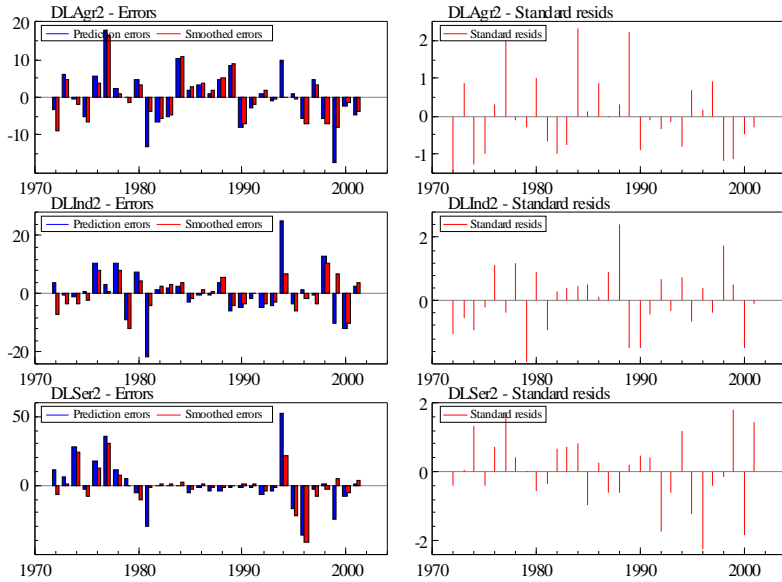 DLAgr2 - Errors
20
Prediction errors
Smoothed errors
10
0
-10
1970
1980
1990
2000
DLAgr2 - Standard resids
2
Standard resids
1
0
-1
1970
1980
1990
2000
DLInd2 - Errors
20
Prediction errors
Smoothed errors
0
-20
1970
1980
1990
2000
DLInd2 - Standard resids
2
Standard resids
0
1970
1980
1990
2000
DLSer2 - Errors
50
Prediction errors
Smoothed errors
0
1970
1980
1990
2000
DLSer2 - Standard resids
2
Standard resids
0
-2
1970
1980
1990
2000